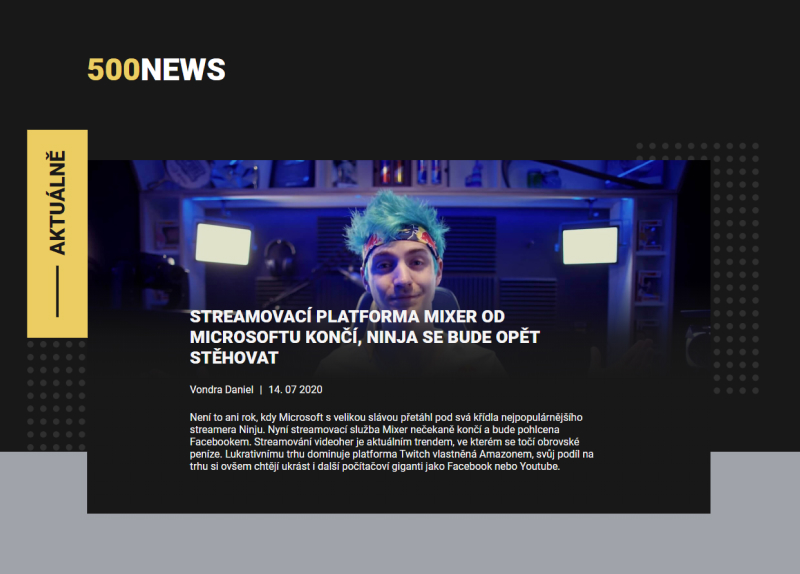 500NEWS
AKTUÁLNĚ
STREAMOVACÍ PLATFORMA MIXER OD
MICROSOFTU KONČÍ, NINJA SE BUDE OPĚT
STĚHOVAT
Vondra Daniel | 14. 07 2020
Není to ani rok, kdy Microsoft s velikou slávou přetáhl pod svá křídla nejpopulárnějšího
streamera Ninju. Nyní streamovací služba Mixer nečekaně končí a bude pohlcena
Facebookem. Streamování videoher je aktuálním trendem, ve kterém se točí obrovské
peníze. Lukrativnímu trhu dominuje platforma Twitch vlastněná Amazonem, svůj podíl na
trhu si ovšem chtějí ukrást i další počítačoví giganti jako Facebook nebo Youtube.